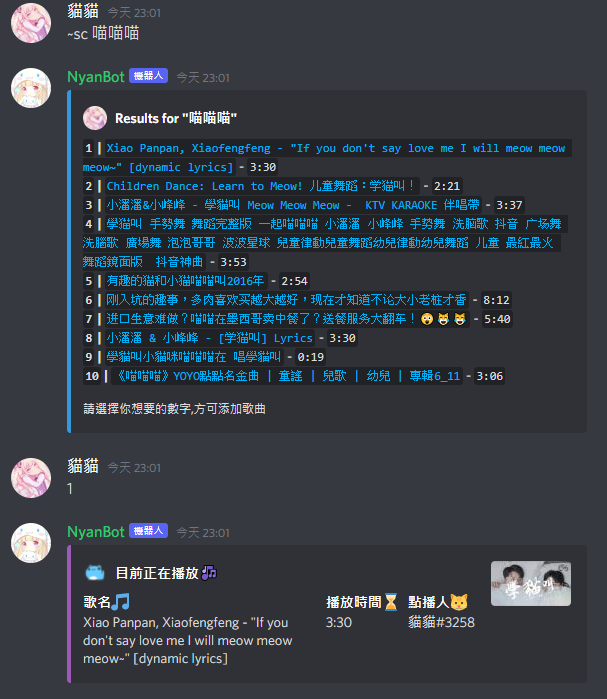 貓貓 今天 23:01
~sc 喵喵喵
NyanBot 機器人 今天 23:01
Results for "喵喵喵"
1 | Xiao Panpan, Xiaofengfeng - "If you don't say love me I will meow meow
meow~" [dynamic lyrics] - 3:30
2 | Children Dance: Learn to Meow! 儿童舞蹈：学猫叫！ - 2:21
3 | 小潘潘&小峰峰 - 學貓叫 Meow Meow Meow - KTV KARAOKE 伴唱帶 - 3:37
4 | 學貓叫 手勢舞 舞蹈完整版 一起喵喵喵 小潘潘 小峰峰 手勢舞 洗脑歌 抖音 广场舞
洗腦歌 廣場舞 泡泡哥哥 波波星球 兒童律動兒童舞蹈幼兒律動幼兒舞蹈 儿童 最紅最火
舞蹈鏡面版 抖音神曲 - 3:53
5 | 有趣的猫和小猫喵喵叫2016年 - 2:54
6 | 刚入坑的趣事，多肉喜欢买越大越好，现在才知道不论大小老桩才香 - 8:12
7 | 进口生意难做？喵喵在墨西哥卖中餐了？送餐服务大翻车！😲😹😹 - 5:40
8 | 小潘潘 & 小峰峰 - [学猫叫] Lyrics - 3:30
9 | 學貓叫小貓咪喵喵喵在 唱學貓叫 - 0:19
10 | 《喵喵喵》YOYO點點名金曲 | 童謠 | 兒歌 | 幼兒 | 專輯6_11 - 3:06
請選擇你想要的數字,方可添加歌曲
貓貓 今天 23:01
1
NyanBot 機器人 今天 23:01
目前正在播放🎶
學貓叫
歌名🎵 播放時間⌛ 點播人🐱
Xiao Panpan, Xiaofengfeng - "If you 3:30 貓貓#3258
don't say love me I will meow meow
meow~" [dynamic lyrics]